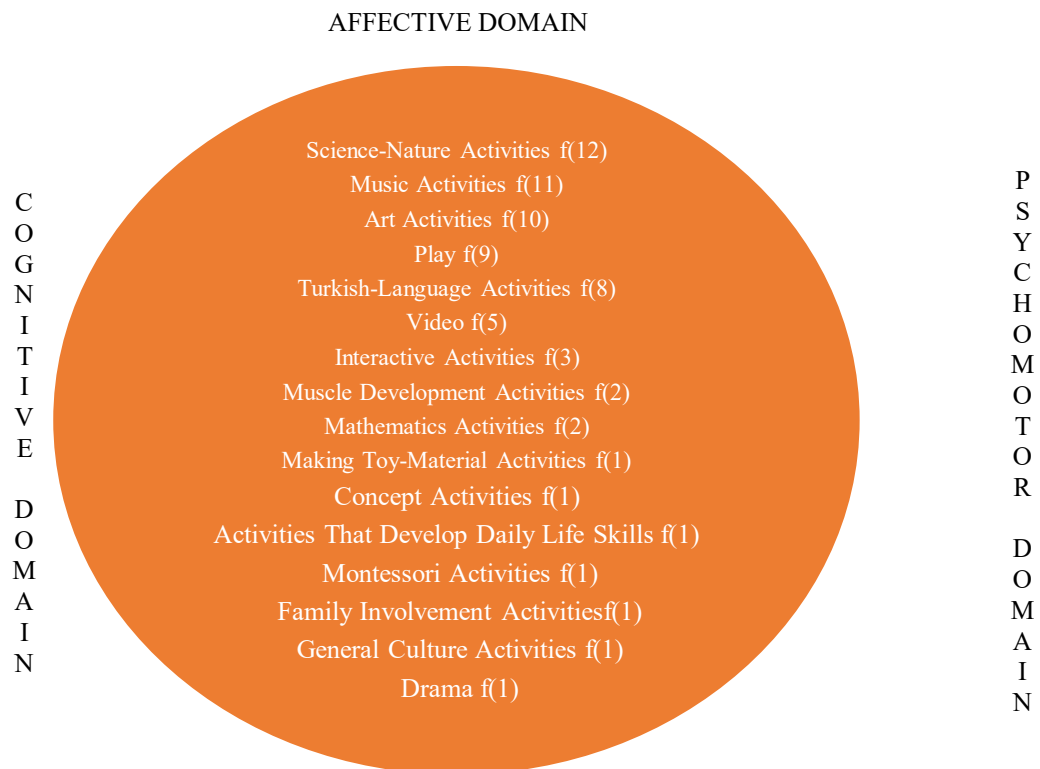 AFFECTIVE DOMAIN
COGNITIVE DOMAIN
Science-Nature Activities f(12)
Music Activities f(11)
Art Activities f(10)
Play f(9)
Turkish-Language Activities f(8)
Video f(5)
Interactive Activities f(3)
Muscle Development Activities f(2)
Mathematics Activities f(2)
Making Toy-Material Activities f(1)
Concept Activities f(1)
Activities That Develop Daily Life Skills f(1)
Montessori Activities f(1)
Family Involvement Activitiesf(1)
General Culture Activities f(1)
Drama f(1)
PSYCHOMOTOR DOMAIN